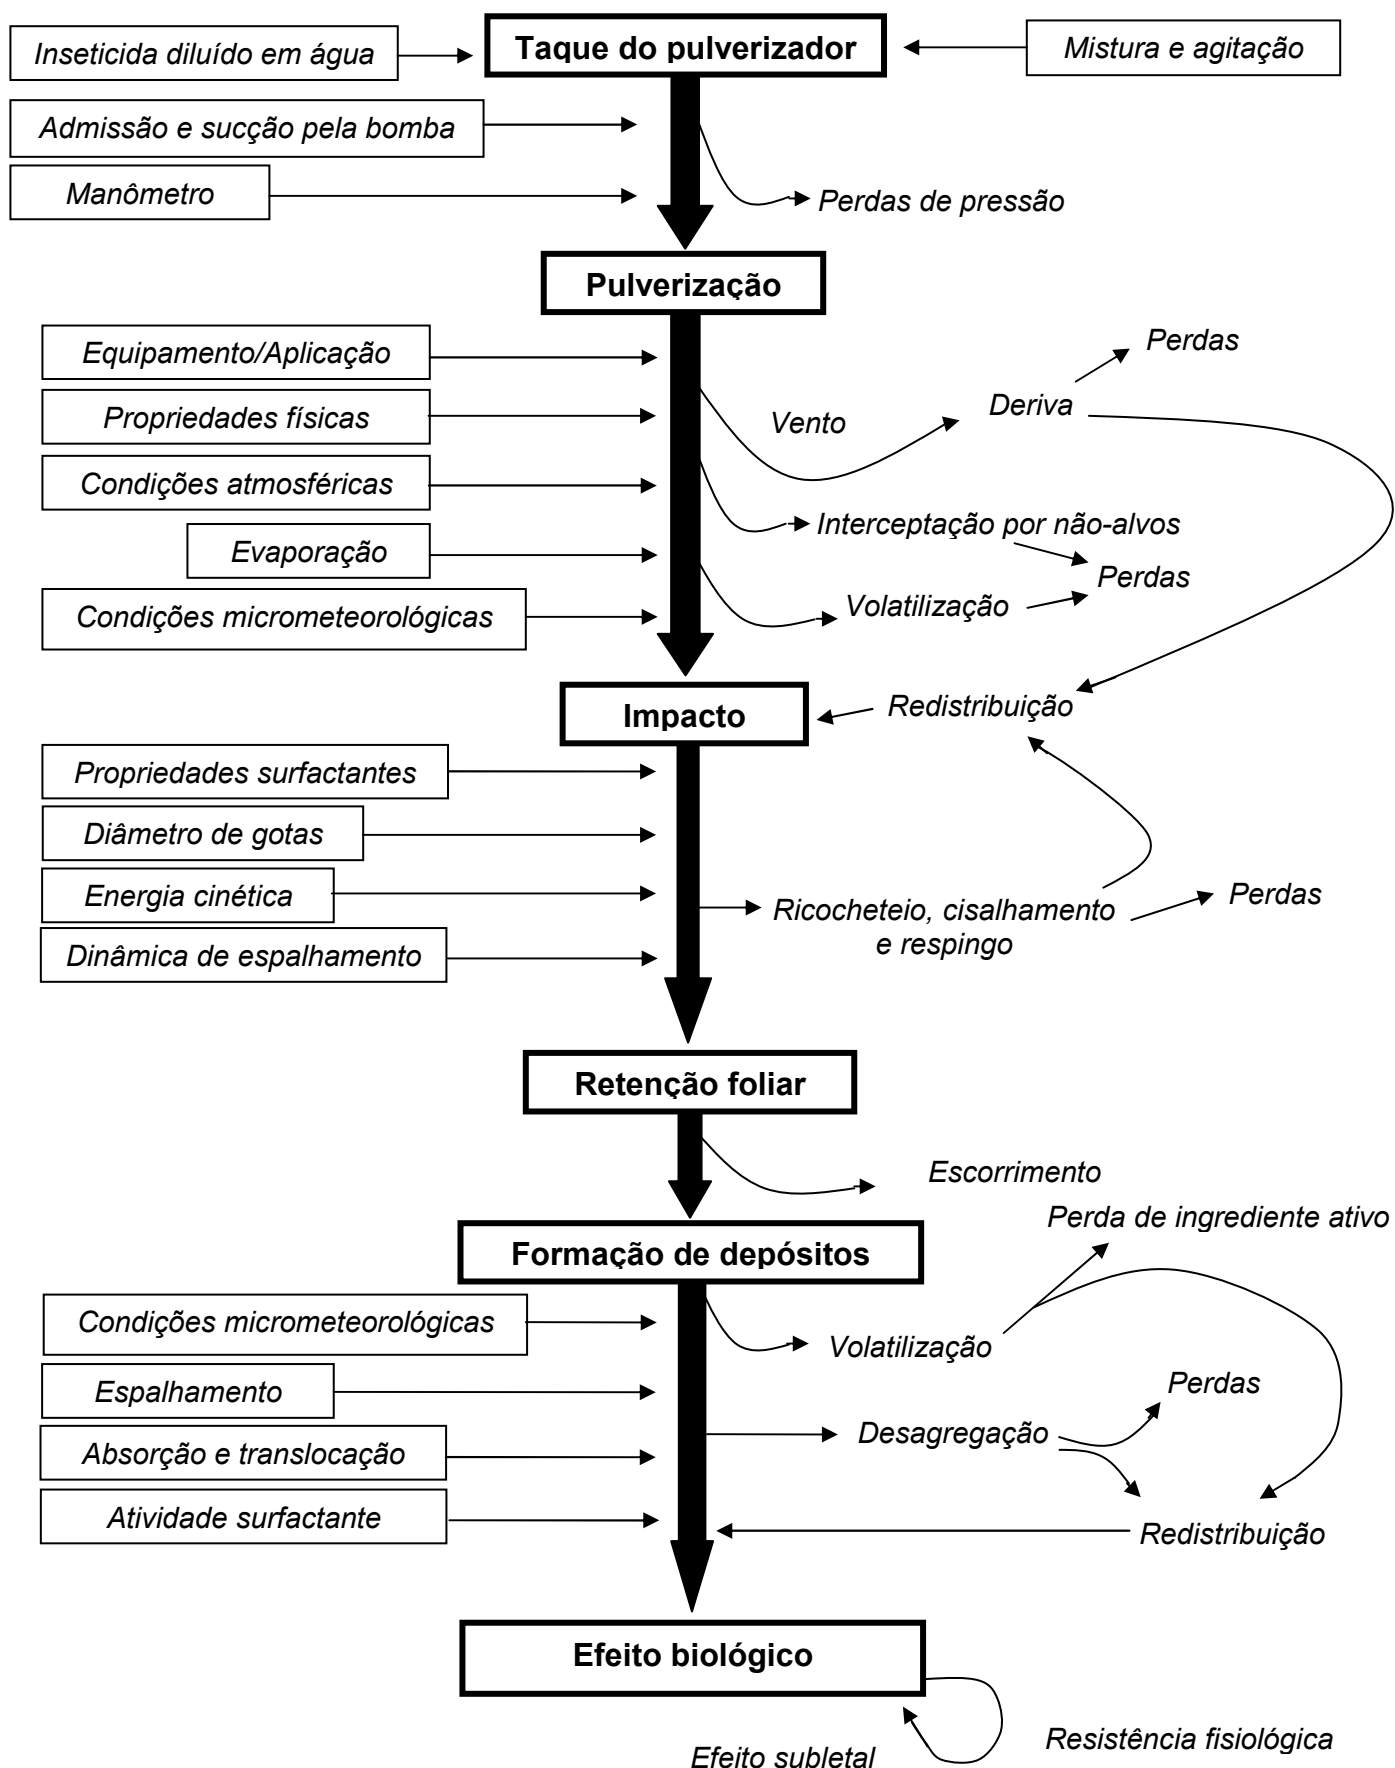 Inseticida diluído em água
Taque do pulverizador
Mistura e agitação
Admissão e sucção pela bomba
Manômetro
Perdas de pressão
Pulverização
Equipamento/Aplicação
Perdas
Propriedades físicas
Vento
Deriva
Condições atmosféricas
Interceptação por não-alvos
Evaporação
Perdas
Condições micrometeorológicas
Volatilização
Impacto
Redistribuição
Propriedades surfactantes
Diâmetro de gotas
Energia cinética
Ricocheteio, cisalhamento
e respingo
Perdas
Dinâmica de espalhamento
Retenção foliar
Escorrimento
Perda de ingrediente ativo
Formação de depósitos
Condições micrometeorológicas
Volatilização
Espalhamento
Perdas
Absorção e translocação
Desagregação
Atividade surfactante
Redistribuição
Efeito biológico
Resistência fisiológica
Efeito subletal